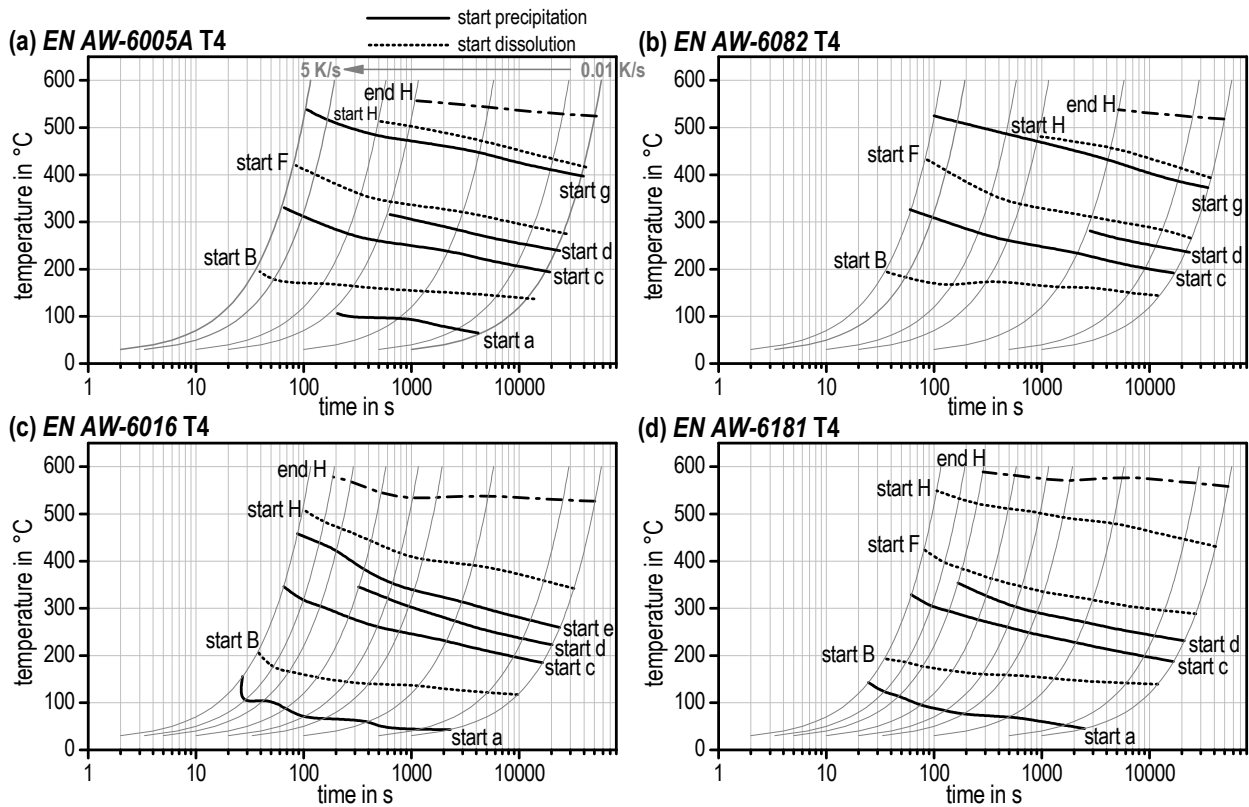 start precipitation
start dissolution
(a) EN AW-6005A T4
(b) EN AW-6082 T4
5 K/s
0.01 K/s
600
500
400
300
200
100
0
temperature in °C
end H
start H
start F
start g
start d
start c
start B
start a
1
10
100
1000
10000
time in s
600
500
400
300
200
100
0
temperature in °C
end H
start H
start F
start g
start d
start c
start B
1
10
100
1000
10000
time in s
(c) EN AW-6016 T4
(d) EN AW-6181 T4
600
500
400
300
200
100
0
temperature in °C
end H
start H
start e
start d
start c
start B
start a
1
10
100
1000
10000
time in s
600
500
400
300
200
100
0
temperature in °C
end H
start H
start F
start d
start c
start B
start a
1
10
100
1000
10000
time in s